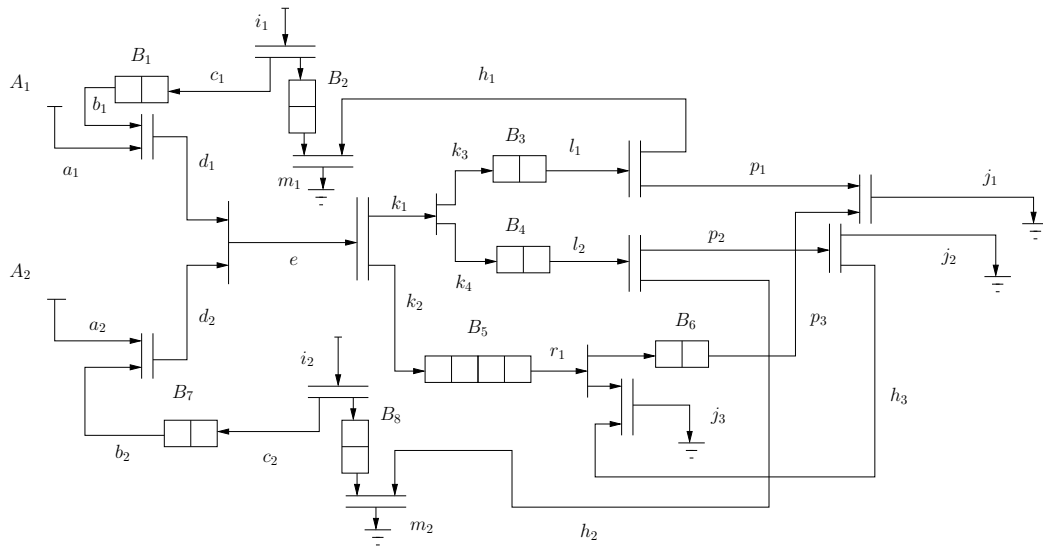 i₁
B₁
A₁
c₁
B₂
h₁
b₁
a₁
d₁
m₁
k₃
B₃
l₁
p₁
j₁
k₁
B₄
e
l₂
p₂
j₂
k₄
A₂
a₂
d₂
k₂
B₅
r₁
B₆
p₃
i₂
B₇
B₈
j₃
h₃
b₂
c₂
m₂
h₂